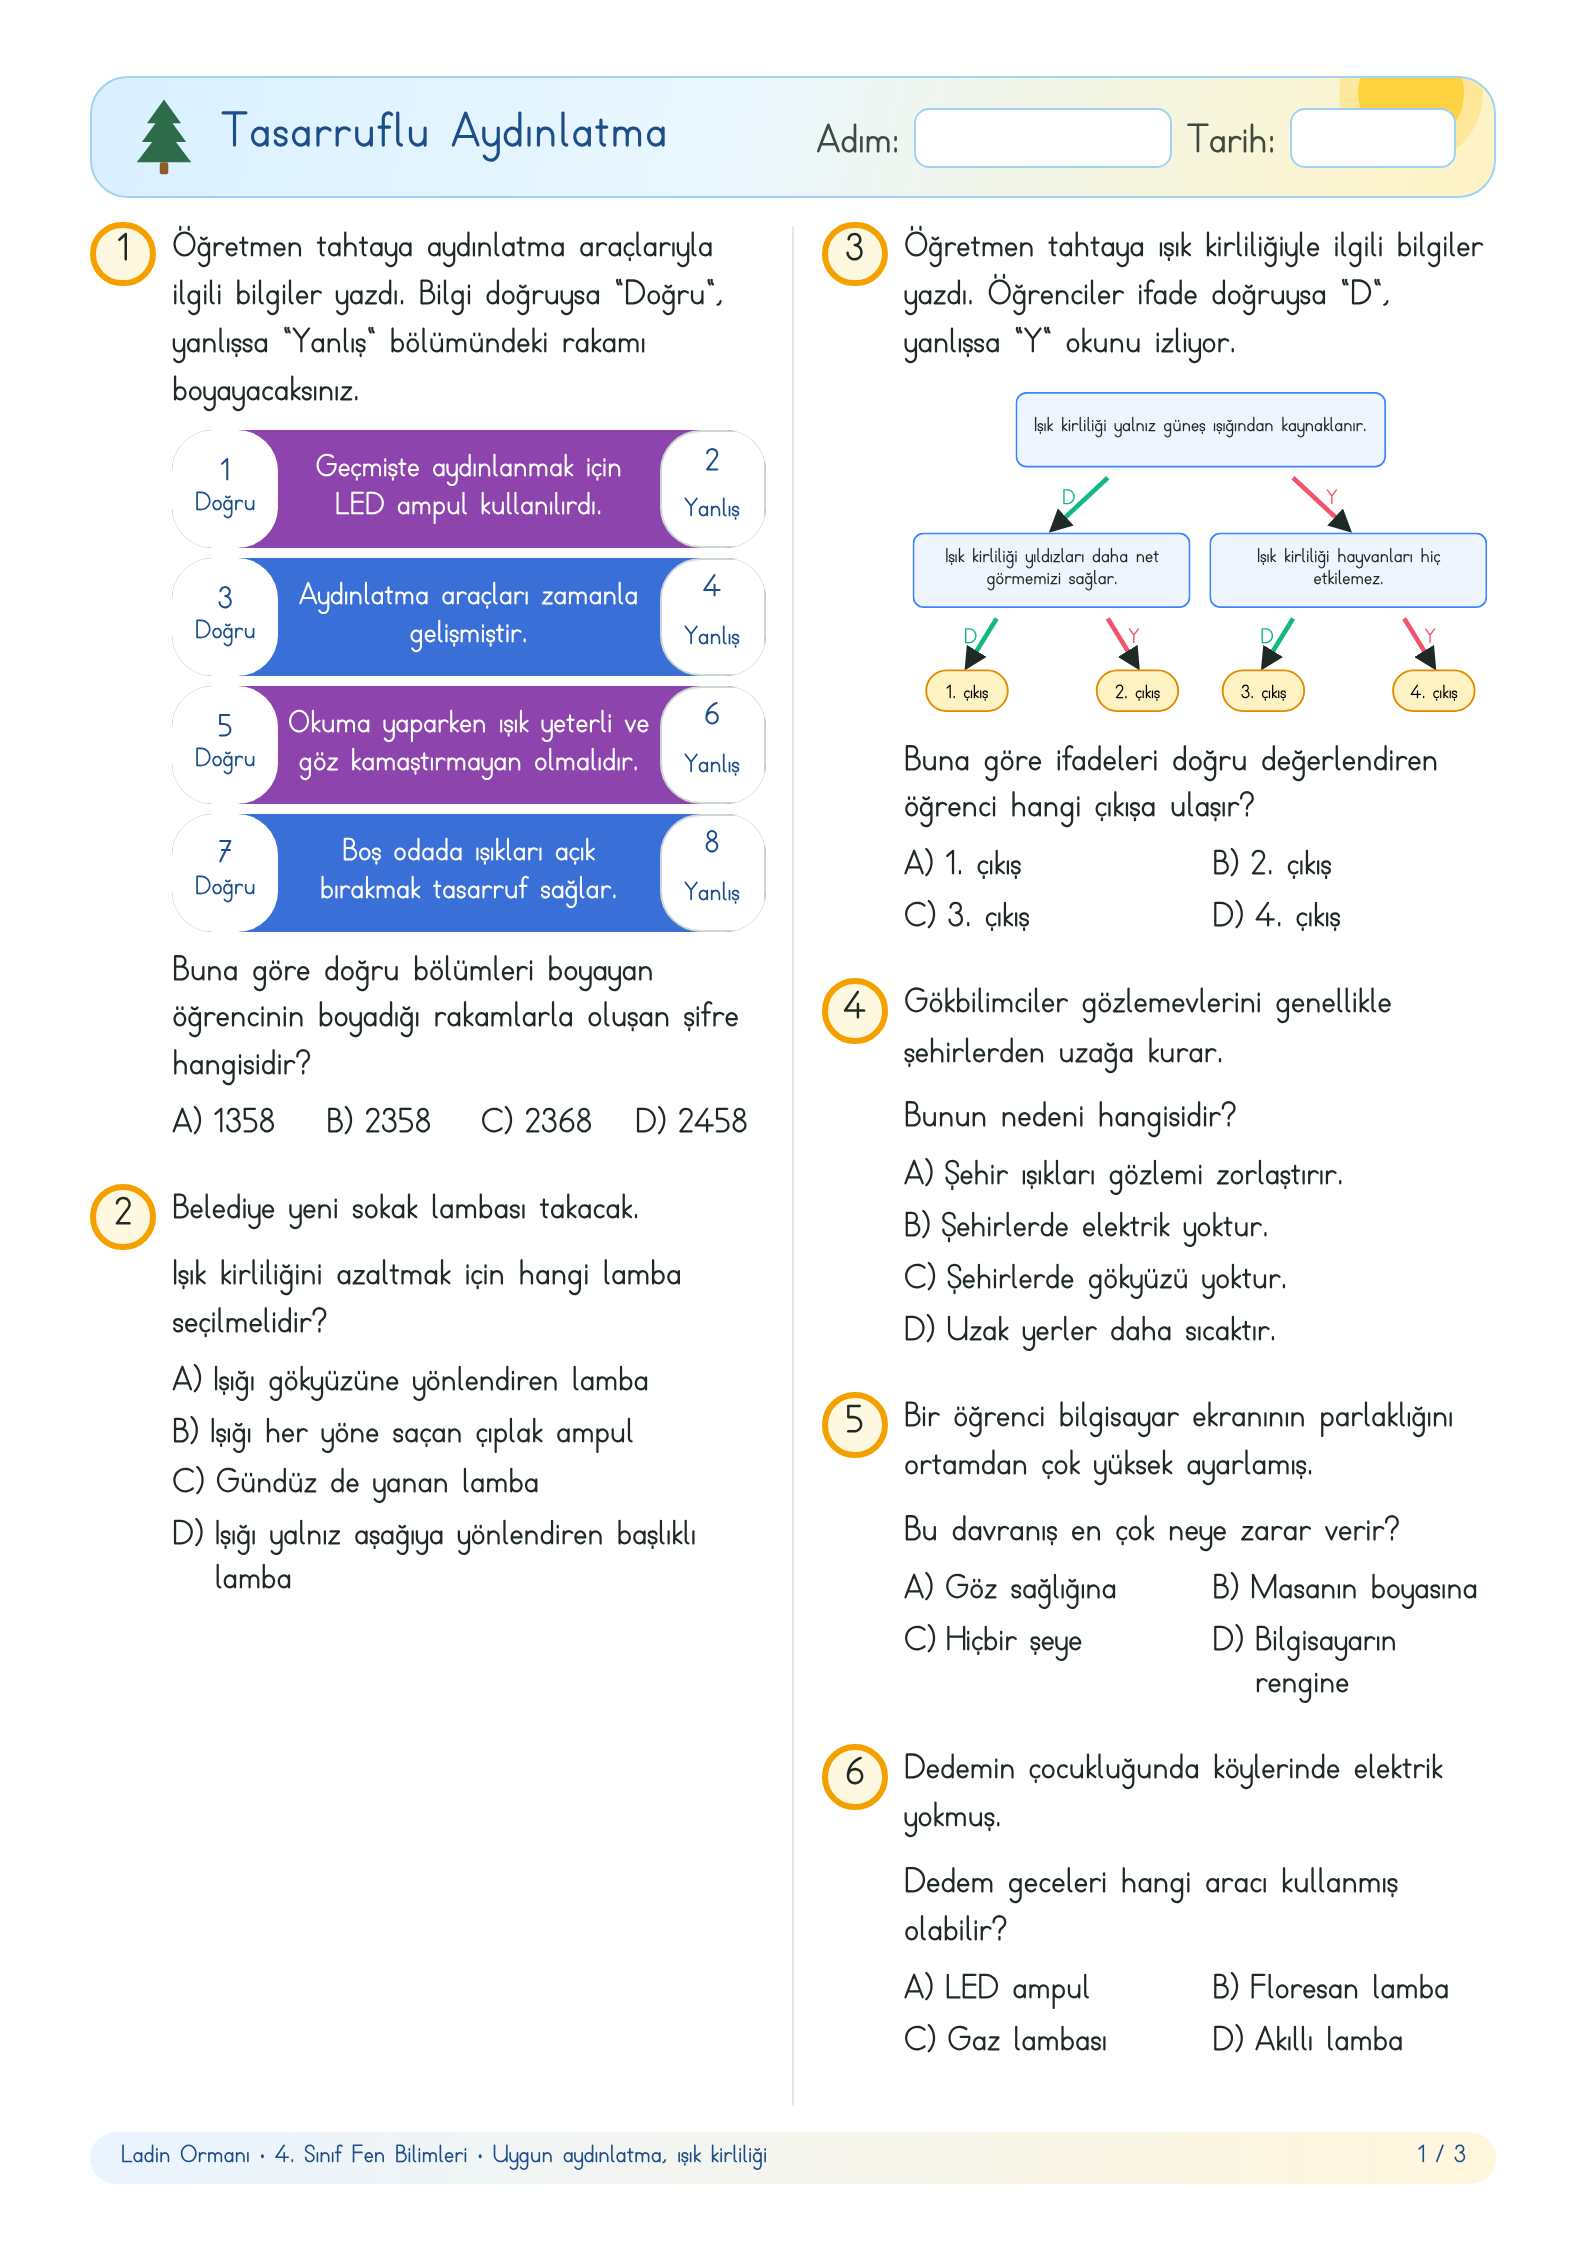 Tasarruflu Aydınlatma
Adım:
Tarih:
1
Öğretmen tahtaya aydınlatma araçlarıyla
ilgili bilgiler yazdı. Bilgi doğruysa "Doğru",
yanlışsa "Yanlış" bölümündeki rakamı
boyayacaksınız.
1
Doğru
Geçmişte aydınlanmak için
LED ampul kullanılırdı.
2
Yanlış
3
Doğru
Aydınlatma araçları zamanla
gelişmiştir.
4
Yanlış
5
Doğru
Okuma yaparken ışık yeterli ve
göz kamaştırmayan olmalıdır.
6
Yanlış
7
Doğru
Boş odada ışıkları açık
bırakmak tasarruf sağlar.
8
Yanlış
Buna göre doğru bölümleri boyayan
öğrencinin boyadığı rakamlarla oluşan şifre
hangisidir?
A) 1358 B) 2358 C) 2368 D) 2458
2
Belediye yeni sokak lambası takacak.
Işık kirliliğini azaltmak için hangi lamba
seçilmelidir?
A) Işığı gökyüzüne yönlendiren lamba
B) Işığı her yöne saçan çıplak ampul
C) Gündüz de yanan lamba
D) Işığı yalnız aşağıya yönlendiren başlıklı
lamba
3
Öğretmen tahtaya ışık kirliliğiyle ilgili bilgiler
yazdı. Öğrenciler ifade doğruysa "D",
yanlışsa "Y" okunu izliyor.
Işık kirliliği yalnız güneş ışığından kaynaklanır.
D
Y
Işık kirliliği yıldızları daha net
görmemizi sağlar.
Işık kirliliği hayvanları hiç
etkilemez.
D
Y
D
Y
1. çıkış
2. çıkış
3. çıkış
4. çıkış
Buna göre ifadeleri doğru değerlendiren
öğrenci hangi çıkışa ulaşır?
A) 1. çıkış B) 2. çıkış
C) 3. çıkış D) 4. çıkış
4
Gökbilimciler gözlemevlerini genellikle
şehirlerden uzağa kurar.
Bunun nedeni hangisidir?
A) Şehir ışıkları gözlemi zorlaştırır.
B) Şehirlerde elektrik yoktur.
C) Şehirlerde gökyüzü yoktur.
D) Uzak yerler daha sıcaktır.
5
Bir öğrenci bilgisayar ekranının parlaklığını
ortamdan çok yüksek ayarlamış.
Bu davranış en çok neye zarar verir?
A) Göz sağlığına B) Masanın boyasına
C) Hiçbir şeye D) Bilgisayarın
rengine
6
Dedemin çocukluğunda köylerinde elektrik
yokmuş.
Dedem geceleri hangi aracı kullanmış
olabilir?
A) LED ampul B) Floresan lamba
C) Gaz lambası D) Akıllı lamba
Ladin Ormanı • 4. Sınıf Fen Bilimleri • Uygun aydınlatma, ışık kirliliği
1 / 3